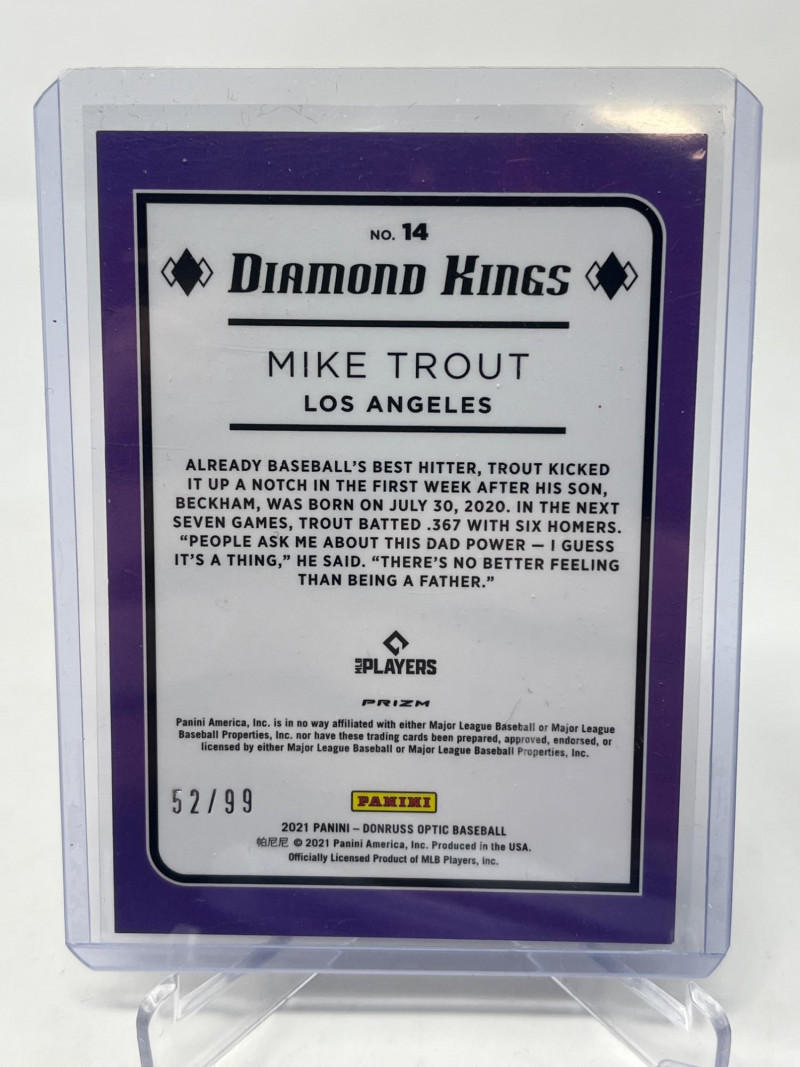 NO. 14
DIAMOND KINGS
MIKE TROUT
LOS ANGELES
ALREADY BASEBALL'S BEST HITTER, TROUT KICKED
IT UP A NOTCH IN THE FIRST WEEK AFTER HIS SON,
BECKHAM, WAS BORN ON JULY 30, 2020. IN THE NEXT
SEVEN GAMES, TROUT BATTED .367 WITH SIX HOMERS.
“PEOPLE ASK ME ABOUT THIS DAD POWER — I GUESS
IT'S A THING,” HE SAID. “THERE'S NO BETTER FEELING
THAN BEING A FATHER.”
MLB PLAYERS
PRIZM
Panini America, Inc. is in no way affiliated with either Major League Baseball or Major League
Baseball Properties, Inc. nor have these trading cards been prepared, approved, endorsed, or
licensed by either Major League Baseball or Major League Baseball Properties, Inc.
52/99
PANINI
2021 PANINI – DONRUSS OPTIC BASEBALL
帕尼尼 © 2021 Panini America, Inc. Produced in the USA.
Officially Licensed Product of MLB Players, Inc.